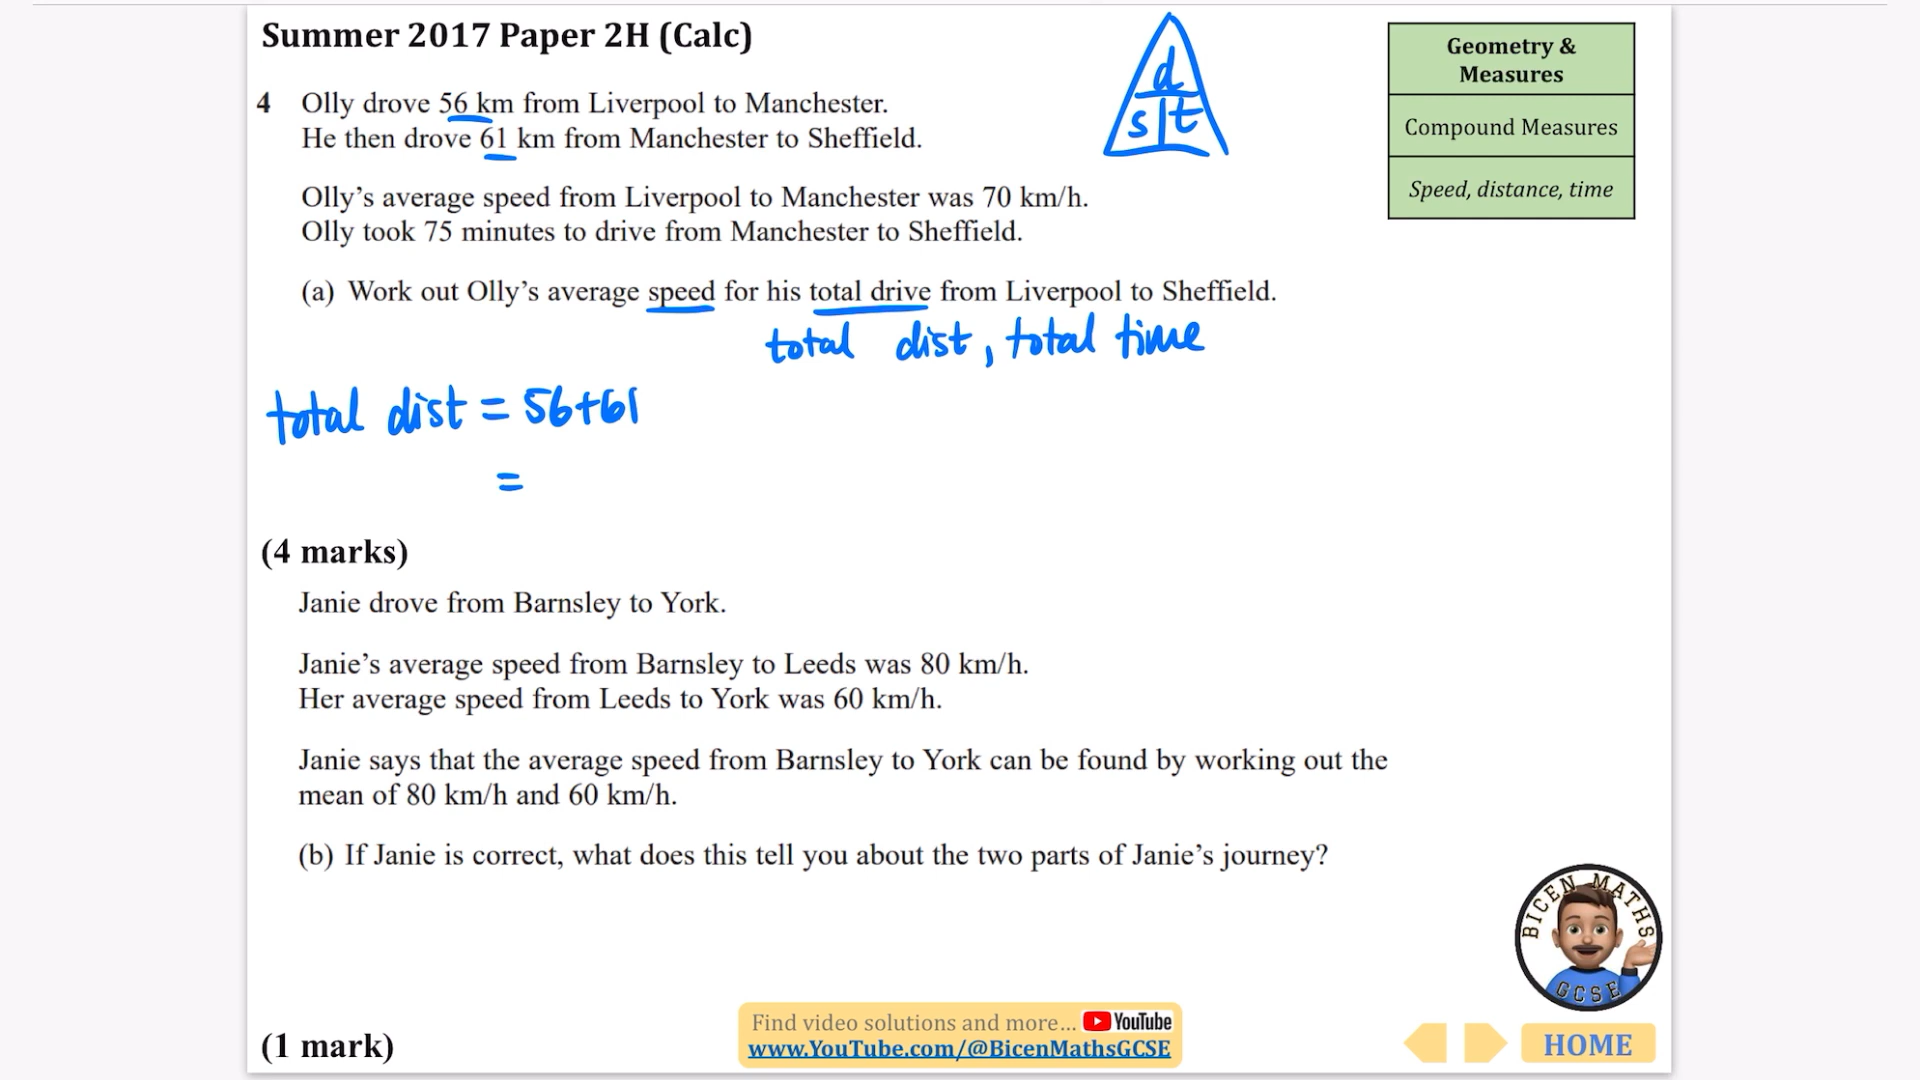 Summer 2017 Paper 2H (Calc)
d
s t
Geometry &
Measures
Compound Measures
Speed, distance, time
4 Olly drove 56 km from Liverpool to Manchester.
He then drove 61 km from Manchester to Sheffield.
Olly’s average speed from Liverpool to Manchester was 70 km/h.
Olly took 75 minutes to drive from Manchester to Sheffield.
(a) Work out Olly’s average speed for his total drive from Liverpool to Sheffield.
total dist, total time
total dist = 56+61
=
(4 marks)
Janie drove from Barnsley to York.
Janie’s average speed from Barnsley to Leeds was 80 km/h.
Her average speed from Leeds to York was 60 km/h.
Janie says that the average speed from Barnsley to York can be found by working out the
mean of 80 km/h and 60 km/h.
(b) If Janie is correct, what does this tell you about the two parts of Janie’s journey?
BICEN MATHS
GCSE
(1 mark)
Find video solutions and more... YouTube
www.YouTube.com/@BicenMathsGCSE
HOME